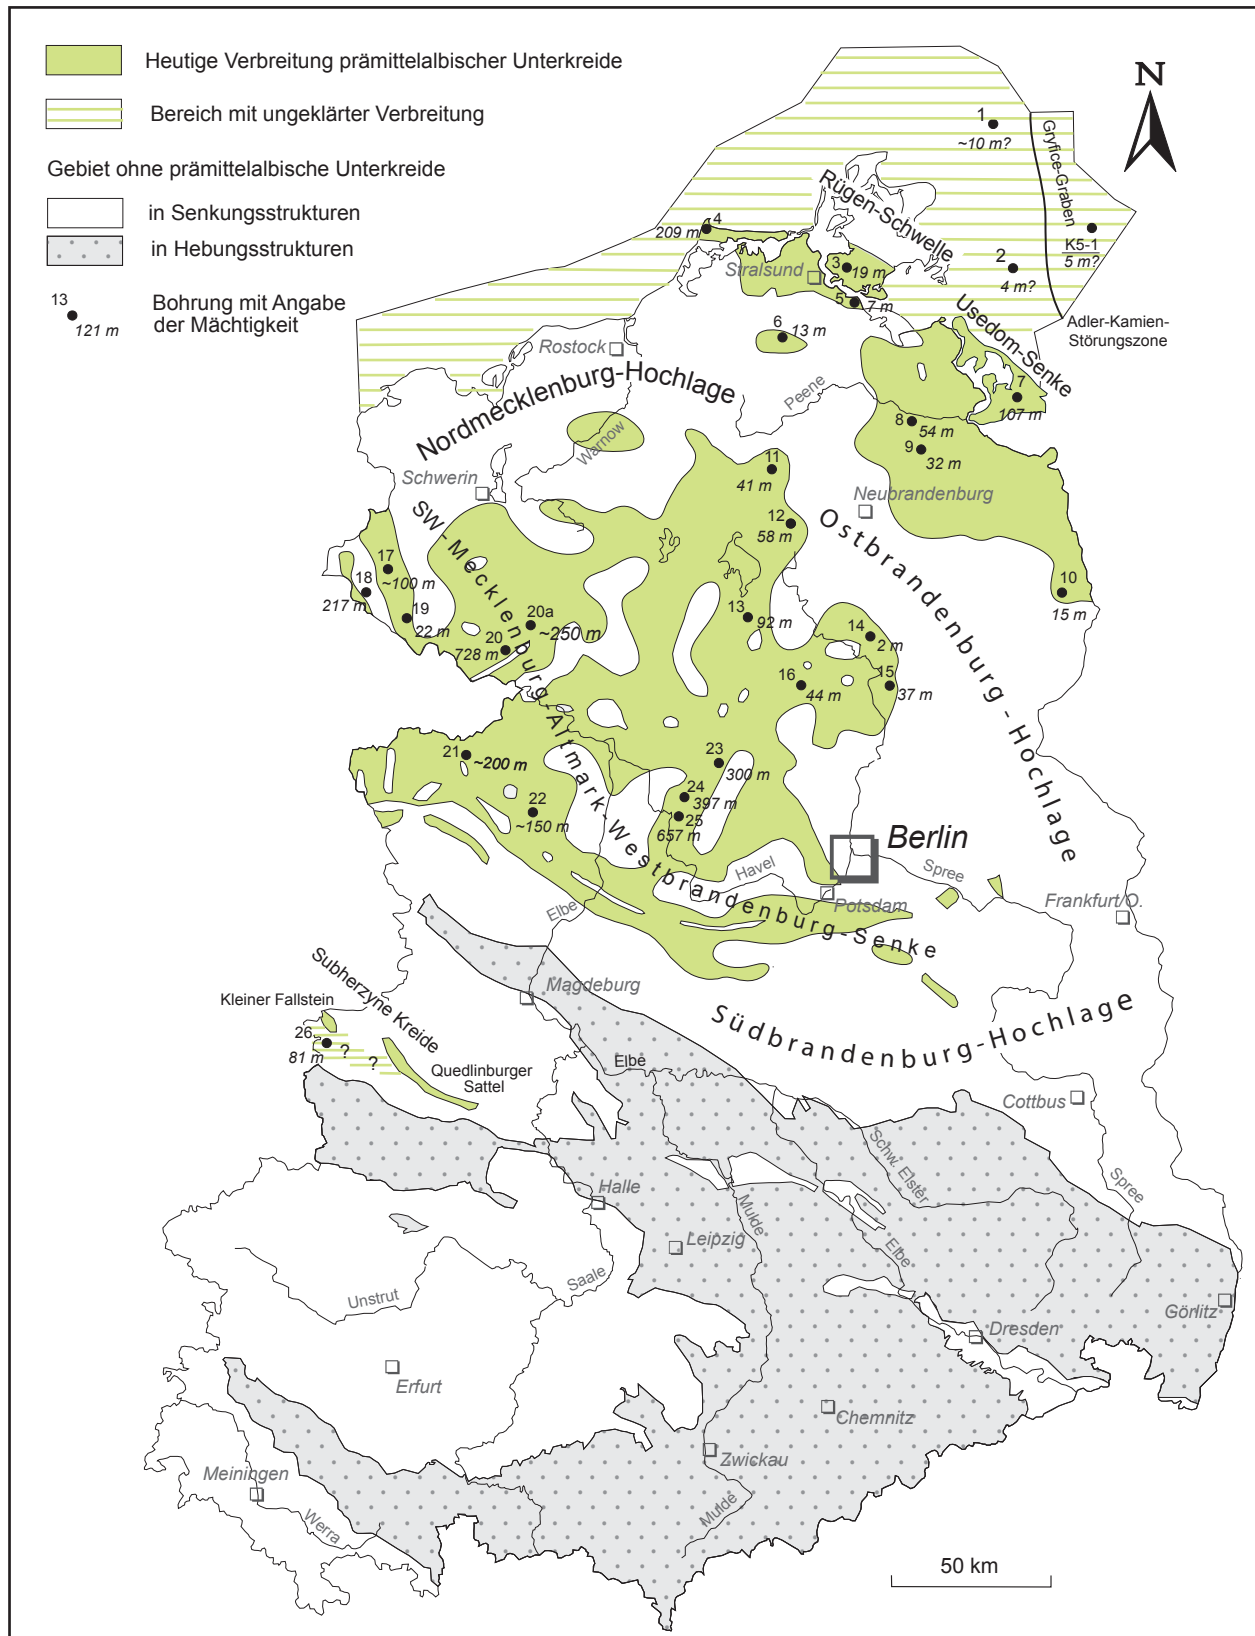 Heutige Verbreitung prämittelalbischer Unterkreide
Bereich mit ungeklärter Verbreitung
Gebiet ohne prämittelalbische Unterkreide
in Senkungsstrukturen
in Hebungsstrukturen
13
121 m
Bohrung mit Angabe
der Mächtigkeit
N
1
~10 m?
Gryfice-Graben
K5-1
5 m?
2
4 m?
Adler-Kamien-
Störungszone
Rügen-Schwelle
4
209 m
Stralsund
3
19 m
5
7 m
6
13 m
Usedom-Senke
7
107 m
Rostock
Nordmecklenburg-Hochlage
Peene
Warnow
8
54 m
9
32 m
Schwerin
11
41 m
Neubrandenburg
12
58 m
SW-Mecklenburg-Altmark-Westbrandenburg-Senke
Ostbrandenburg-Hochlage
17
~100 m
18
217 m
19
22 m
20a
~250 m
20
728 m
10
15 m
13
92 m
14
2 m
15
37 m
16
44 m
21
~200 m
22
~150 m
23
300 m
24
397 m
25
657 m
Berlin
Havel
Spree
Elbe
Potsdam
Frankfurt/O.
Südbrandenburg-Hochlage
Subherzyne Kreide
Magdeburg
Kleiner Fallstein
26
81 m
?
?
Quedlinburger
Sattel
Elbe
Cottbus
Schw. Elster
Spree
Halle
Mulde
Leipzig
Elbe
Saale
Unstrut
Görlitz
Dresden
Erfurt
Chemnitz
Zwickau
Meiningen
Werra
Mulde
50 km